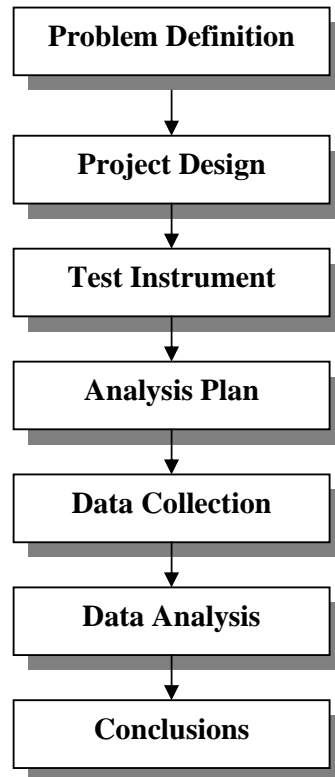 Problem Definition
Project Design
Test Instrument
Analysis Plan
Data Collection
Data Analysis
Conclusions